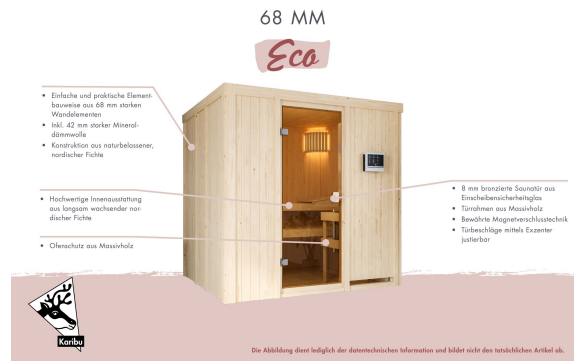 68 MM
Eco
• Einfache und praktische Element-
bauweise aus 68 mm starken
Wandelementen
• Inkl. 42 mm starker Mineral-
dämmwolle
• Konstruktion aus naturbelassener,
nordischer Fichte
• Hochwertige Innenausstattung
aus langsam wachsender nor-
discher Fichte
• Ofenschutz aus Massivholz
• 8 mm bronzierte Saunatür aus
Einscheibensicherheitsglas
• Türrahmen aus Massivholz
• Bewährte Magnetverschlusstechnik
• Türbeschläge mittels Exzenter
justierbar
Karibu
Die Abbildung dient lediglich der datentechnischen Information und bildet nicht den tatsächlichen Artikel ab.